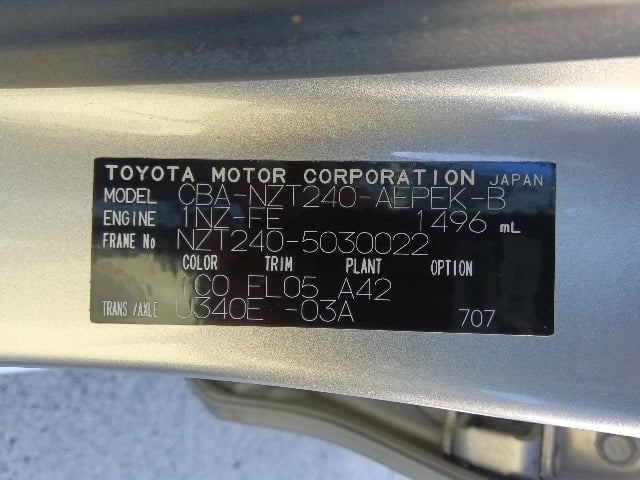 TOYOTA MOTOR CORPORATION JAPAN
MODEL CBA-NZT240-AEPEK-B
ENGINE 1NZ-FE 1496 mL
FRAME No NZT240-5030022
COLOR TRIM PLANT OPTION
1C0 FL05 A42
TRANS/AXLE U340E -03A 707